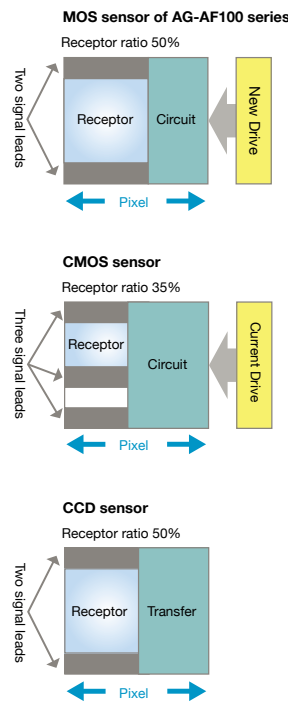 MOS sensor of AG-AF100 series
Receptor ratio 50%
Two signal leads
Receptor
Circuit
New Drive
Pixel
CMOS sensor
Receptor ratio 35%
Three signal leads
Receptor
Circuit
Current Drive
Pixel
CCD sensor
Receptor ratio 50%
Two signal leads
Receptor
Transfer
Pixel